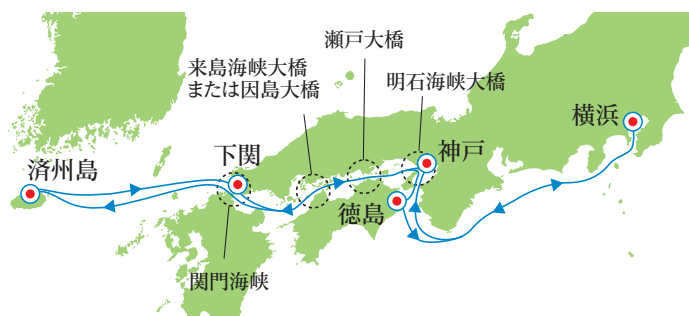 瀬戸大橋
来島海峡大橋
または因島大橋
明石海峡大橋
横浜
神戸
下関
済州島
徳島
関門海峡